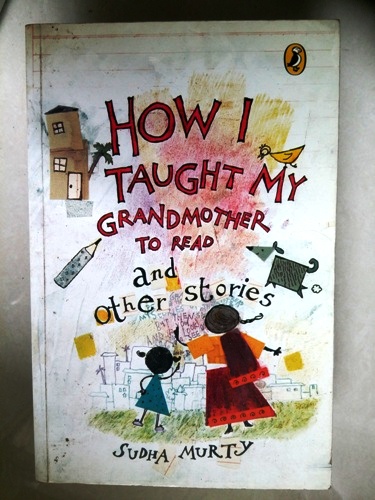 HOW I
TAUGHT MY
GRANDMOTHER
TO READ
and
other stories
SUDHA MURTY